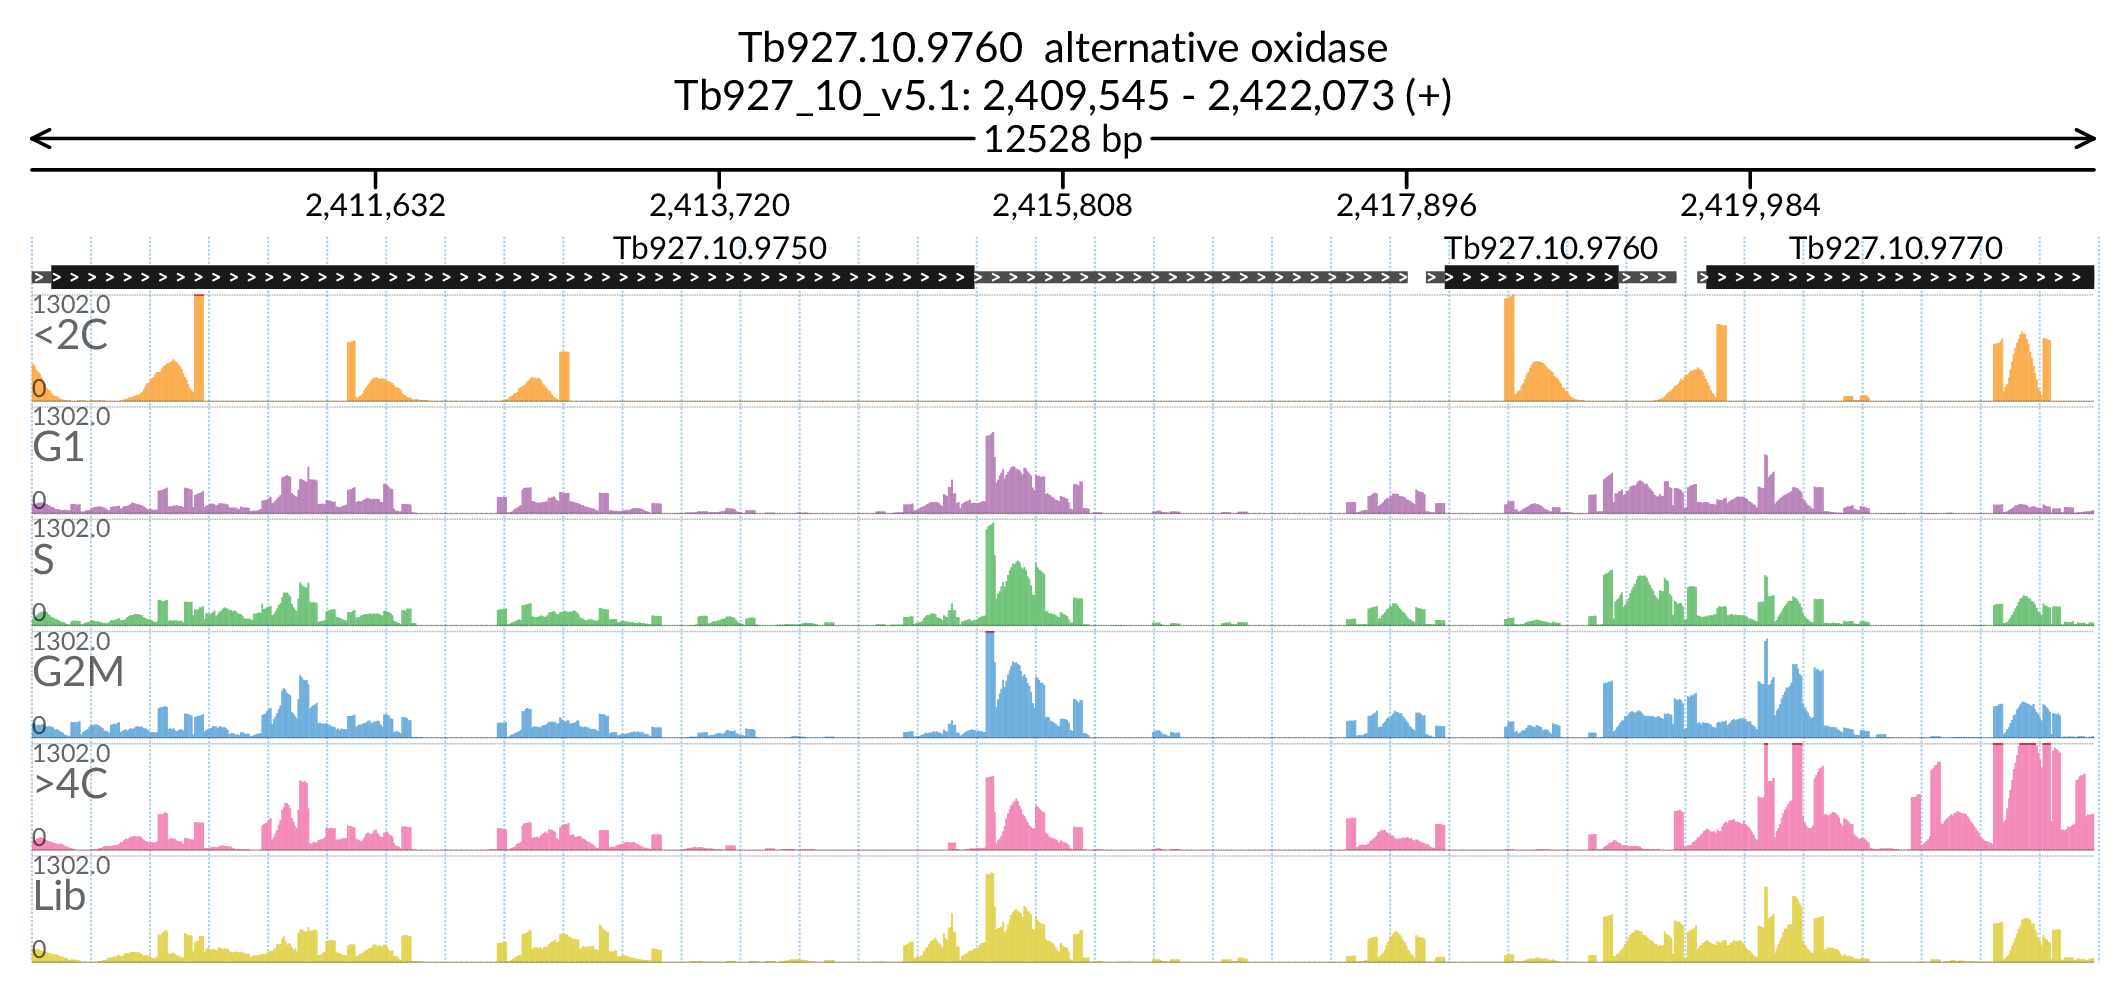 Tb927.10.9760 alternative oxidase
Tb927_10_v5.1: 2,409,545 - 2,422,073 (+)
12528 bp
2,411,632 2,413,720 2,415,808 2,417,896 2,419,984
Tb927.10.9750 Tb927.10.9760 Tb927.10.9770
1302.0
<2C
0
1302.0
G1
0
1302.0
S
0
1302.0
G2M
0
1302.0
>4C
0
1302.0
Lib
0